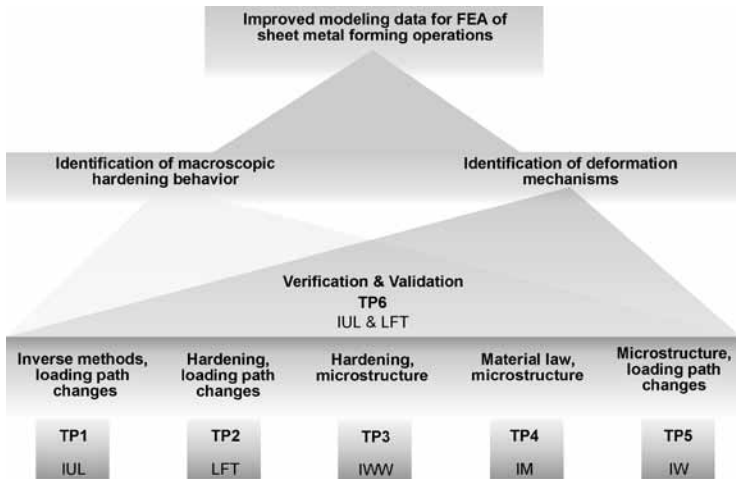 Improved modeling data for FEA of
sheet metal forming operations
Identification of macroscopic
hardening behavior
Identification of deformation
mechanisms
Verification & Validation
TP6
IUL & LFT
Inverse methods,
loading path
changes
Hardening,
loading path
changes
Hardening,
microstructure
Material law,
microstructure
Microstructure,
loading path
changes
TP1
IUL
TP2
LFT
TP3
IWW
TP4
IM
TP5
IW